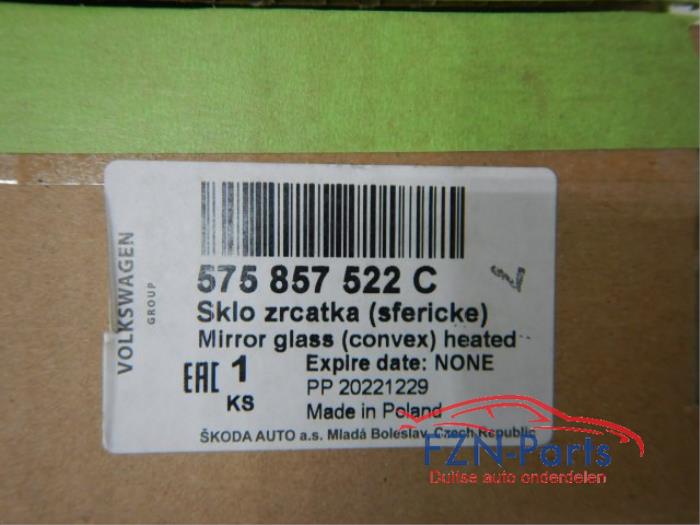 VOLKSWAGEN
GROUP
575 857 522 C
Sklo zrcatka (sfericke)
Mirror glass (convex) heated
EAC 1 Expire date: NONE
KS PP 20221229
Made in Poland
ŠKODA AUTO a.s. Mladá Boleslav, Czech Republic
FZN-Parts
Duitse auto onderdelen